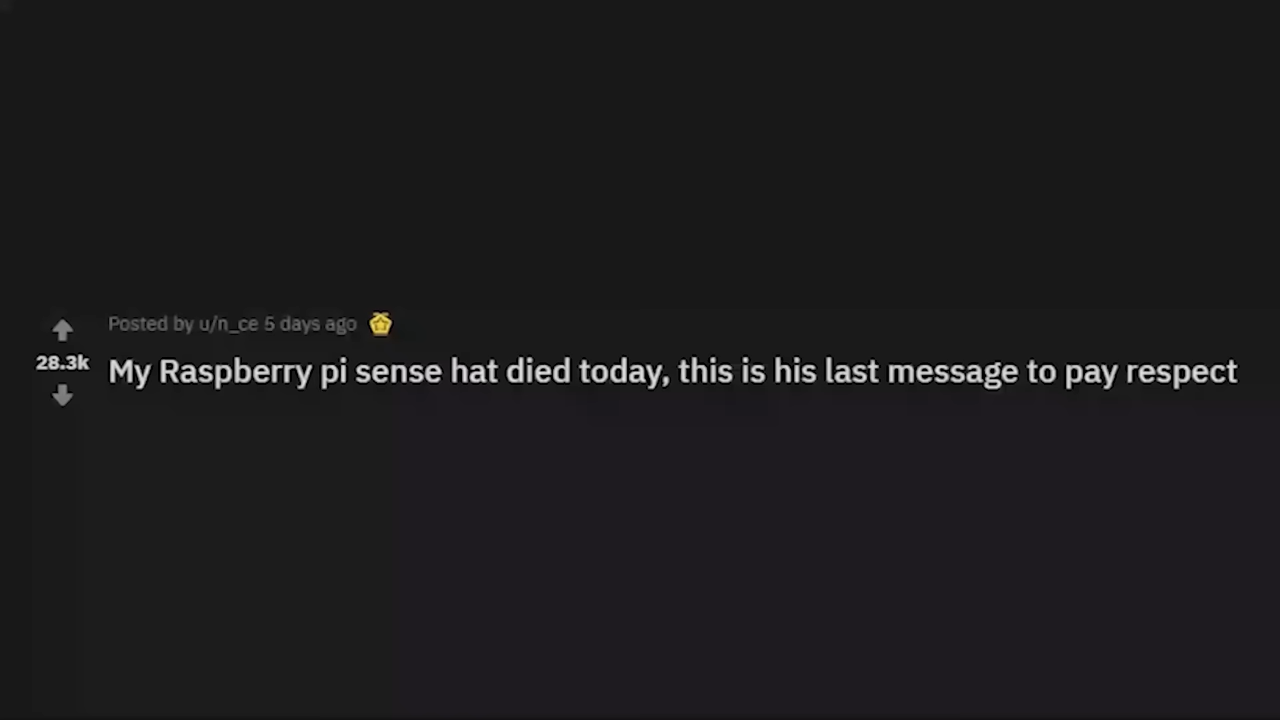 Posted by u/n_ce 5 days ago
28.3k
My Raspberry pi sense hat died today, this is his last message to pay respect